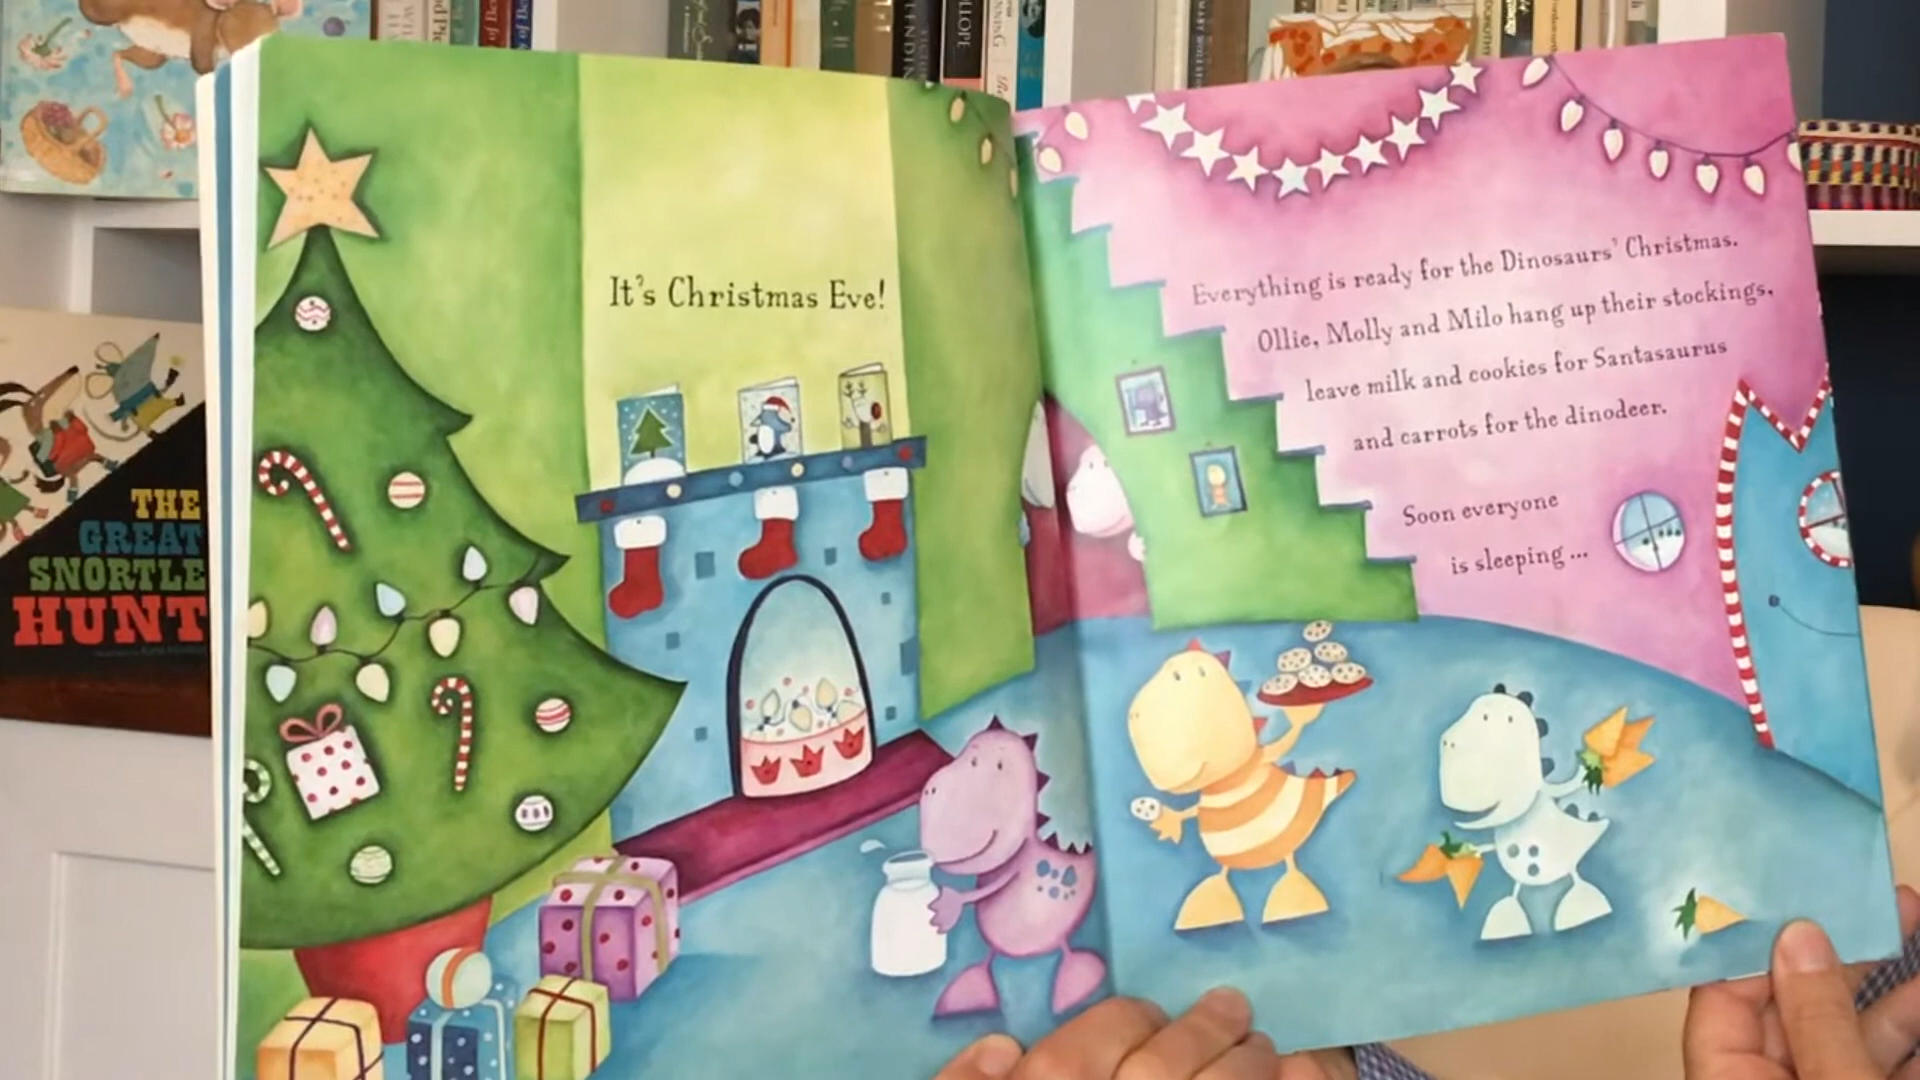 It's Christmas Eve!
Everything is ready for the Dinosaurs' Christmas.
Ollie, Molly and Milo hang up their stockings,
leave milk and cookies for Santasaurus
and carrots for the dinodeer.
Soon everyone
is sleeping ...
THE
GREAT
SNORTLE
HUNT